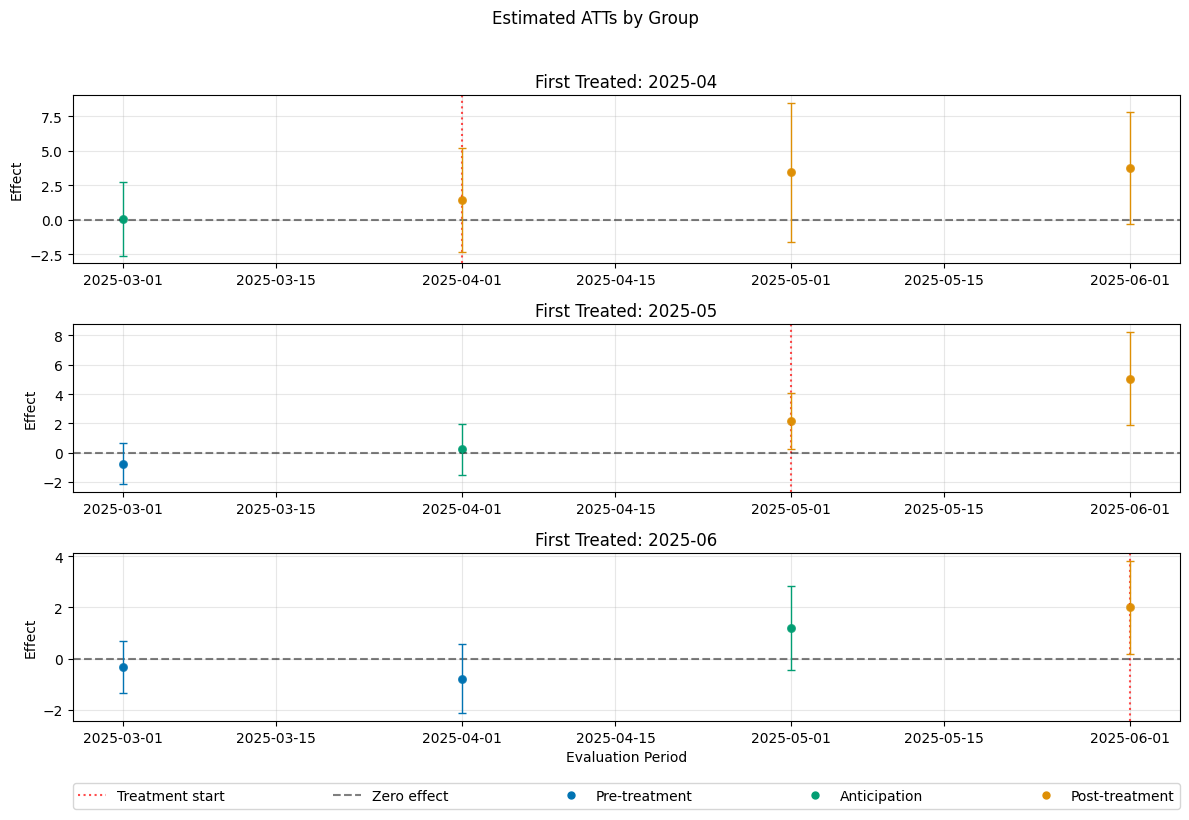 Estimated ATTs by Group
First Treated: 2025-04
Effect
7.5
5.0
2.5
0.0
−2.5
2025-03-01 2025-03-15 2025-04-01 2025-04-15 2025-05-01 2025-05-15 2025-06-01
First Treated: 2025-05
Effect
8
6
4
2
0
−2
2025-03-01 2025-03-15 2025-04-01 2025-04-15 2025-05-01 2025-05-15 2025-06-01
First Treated: 2025-06
Effect
4
2
0
−2
2025-03-01 2025-03-15 2025-04-01 2025-04-15 2025-05-01 2025-05-15 2025-06-01
Evaluation Period
Treatment start Zero effect Pre-treatment Anticipation Post-treatment